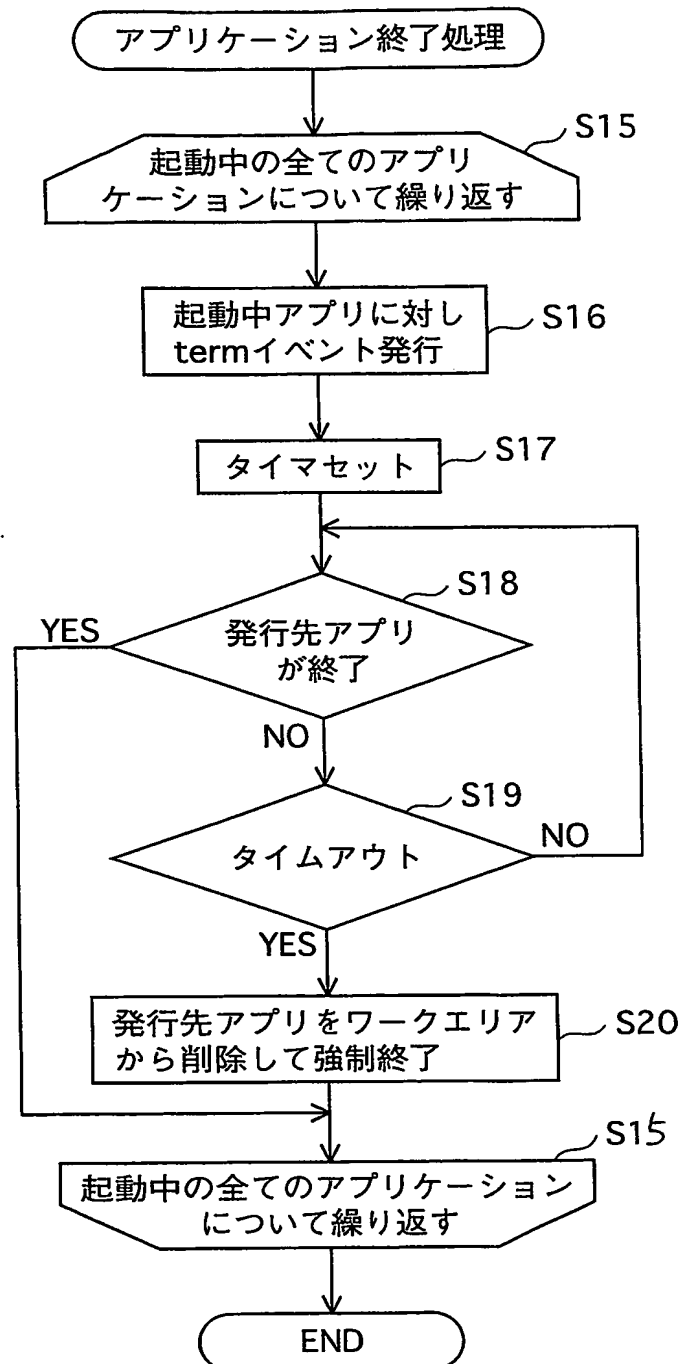 アプリケーション終了処理
S15
起動中の全てのアプリ
ケーションについて繰り返す
起動中アプリに対し
termイベント発行
S16
タイマセット
S17
S18
YES
発行先アプリ
が終了
NO
S19
タイムアウト
NO
YES
発行先アプリをワークエリア
から削除して強制終了
S20
S15
起動中の全てのアプリケーション
について繰り返す
END